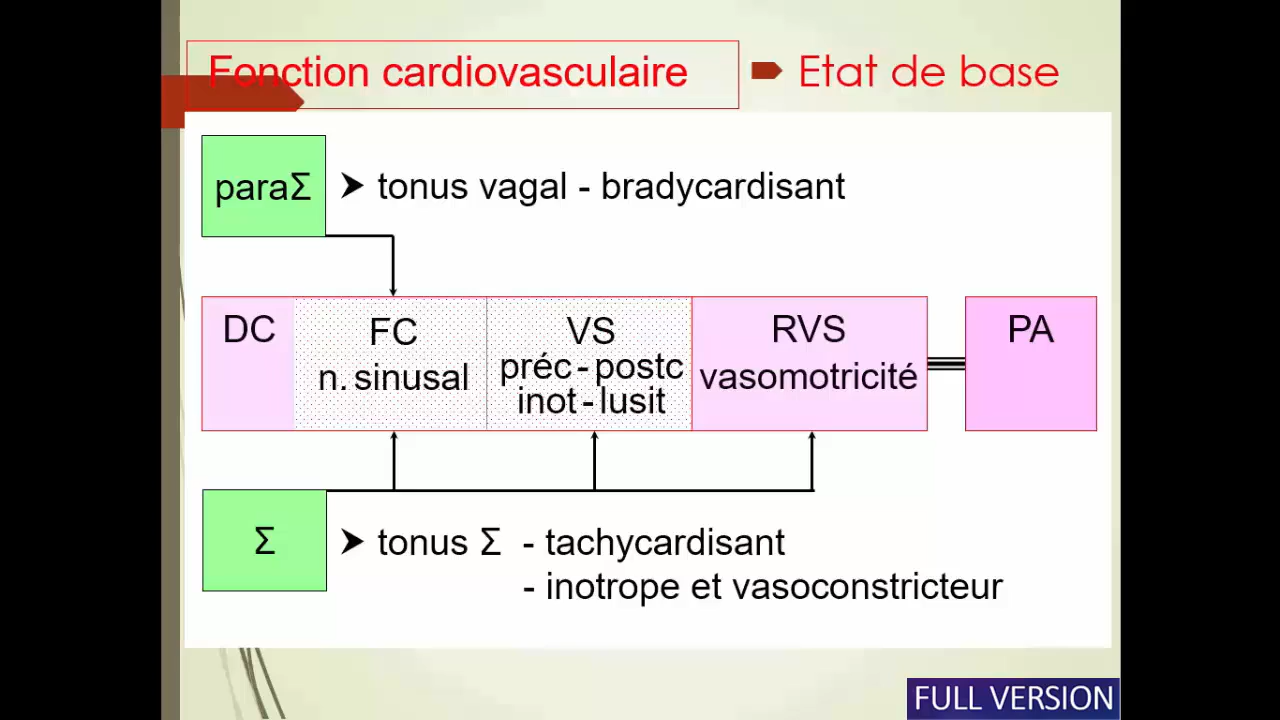 Fonction cardiovasculaire
Etat de base
paraΣ
➤ tonus vagal - bradycardisant
DC
FC
n. sinusal
VS
préc - postc
inot - lusit
RVS
vasomotricité
PA
Σ
➤ tonus Σ - tachycardisant
- inotrope et vasoconstricteur
FULL VERSION